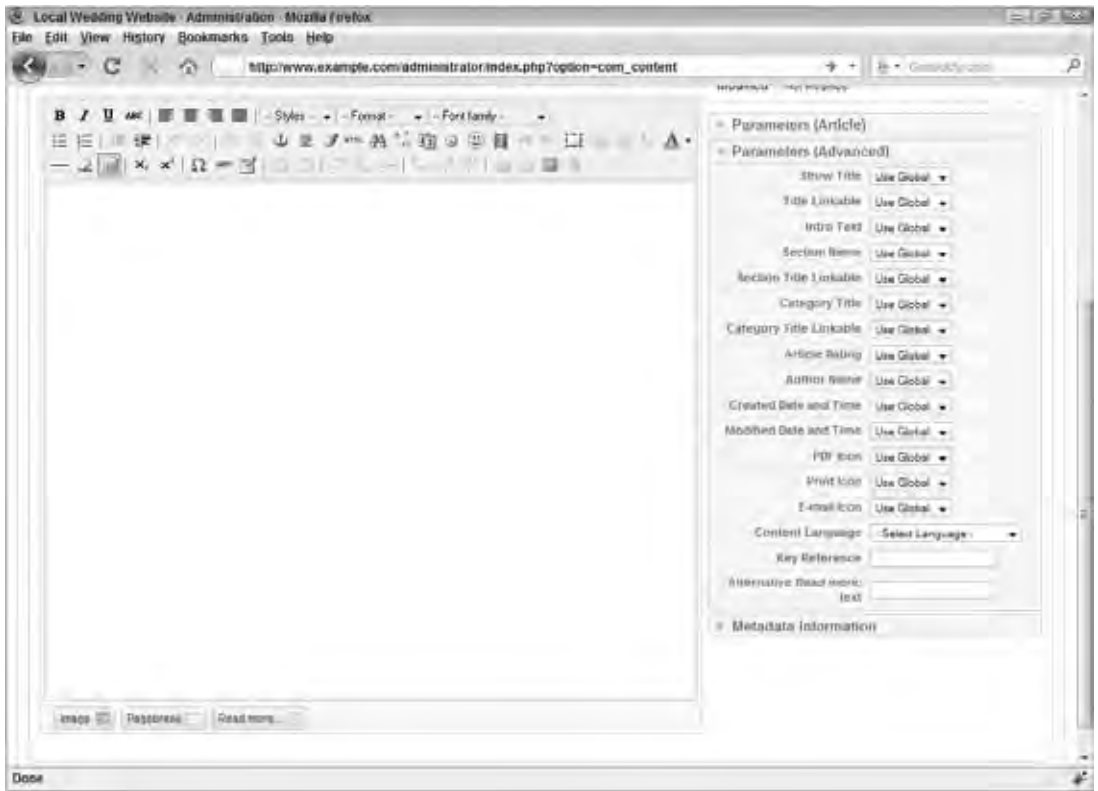 Local Wedding Website - Administration - Mozilla Firefox
File Edit View History Bookmarks Tools Help
http://www.example.com/administrator/index.php?option=com_content
B I U ABC - Styles - - Format - - Font family -
HTML
A
x₂ x² Ω
Parameters (Article)
Parameters (Advanced)
Show Title Use Global
Title Linkable Use Global
Intro Text Use Global
Section Name Use Global
Section Title Linkable Use Global
Category Title Use Global
Category Title Linkable Use Global
Article Rating Use Global
Author Name Use Global
Created Date and Time Use Global
Modified Date and Time Use Global
PDF Icon Use Global
Print Icon Use Global
E-mail Icon Use Global
Content Language - Select Language -
Key Reference
Alternative Read more:
text
Metadata Information
Image Pagebreak Read more...
Done